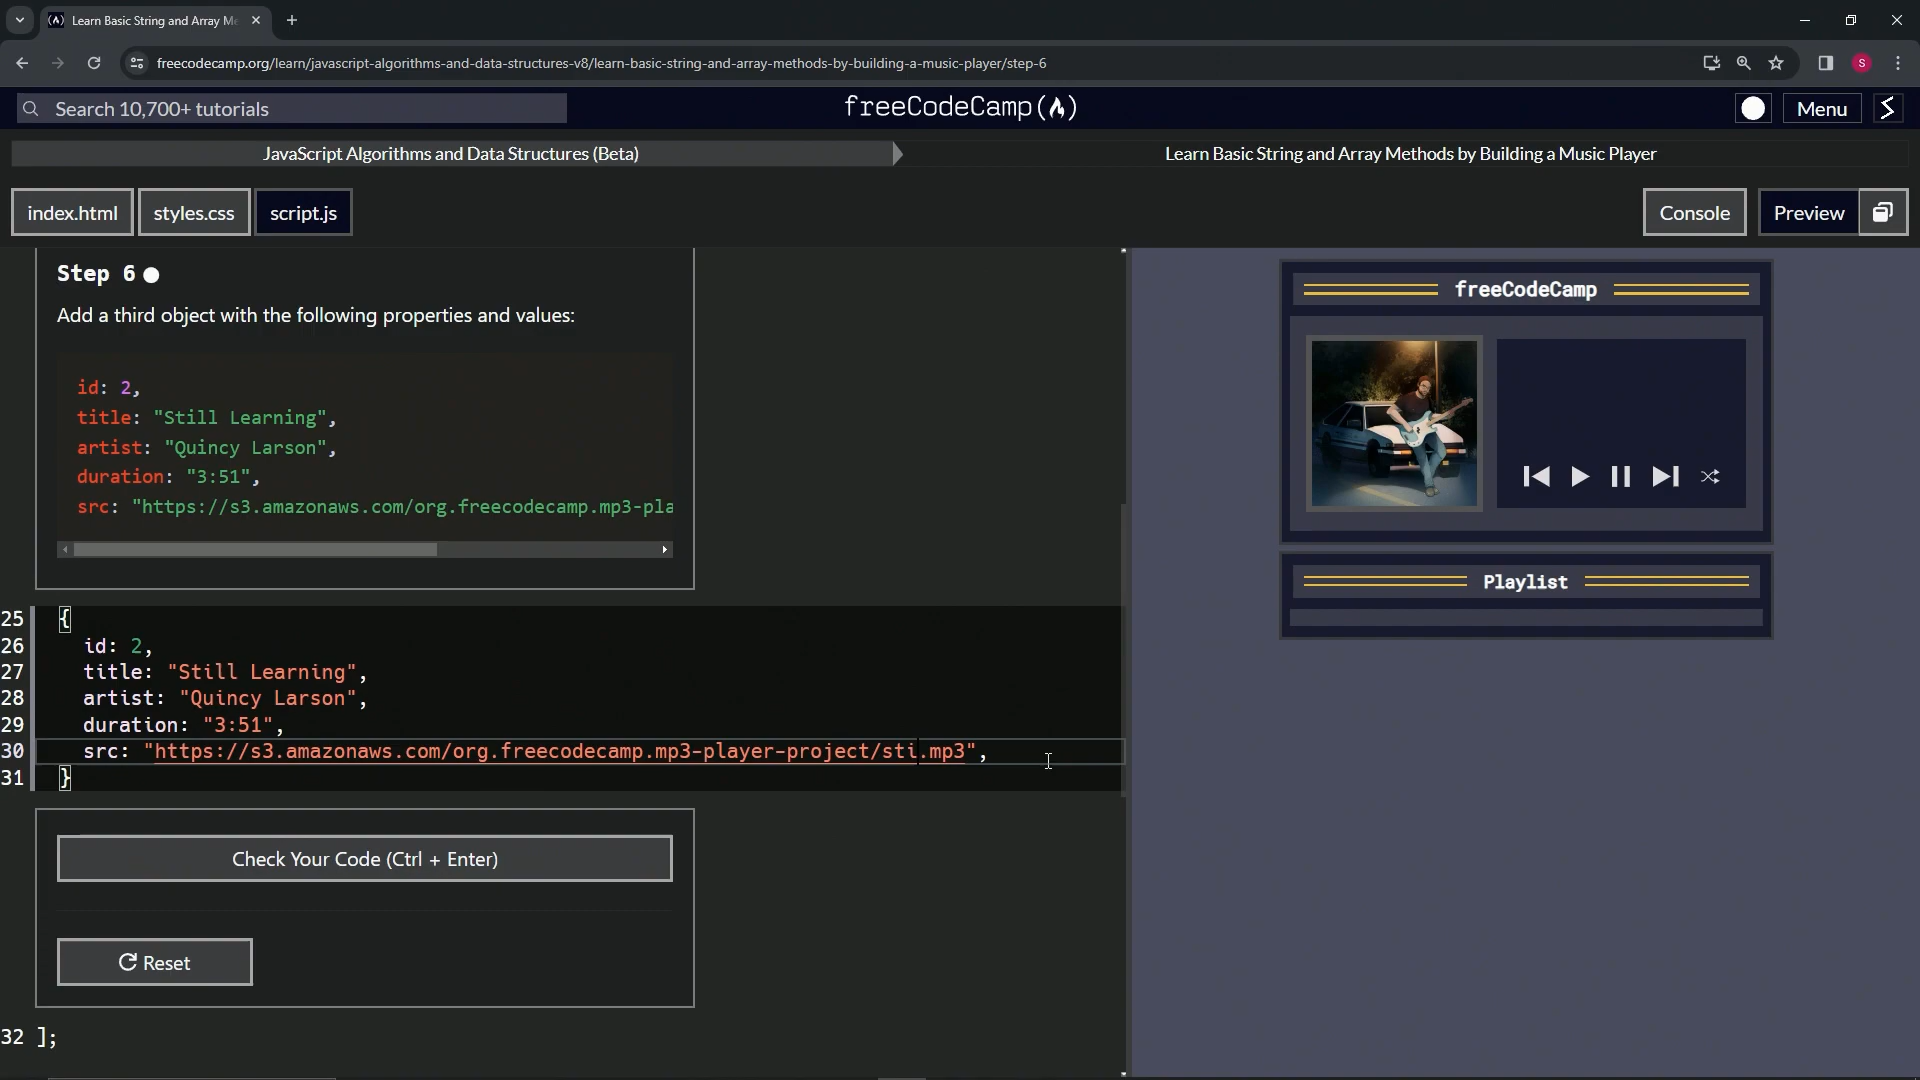 Learn Basic String and Array Me
freecodecamp.org/learn/javascript-algorithms-and-data-structures-v8/learn-basic-string-and-array-methods-by-building-a-music-player/step-6
S
Search 10,700+ tutorials
freeCodeCamp
Menu
JavaScript Algorithms and Data Structures (Beta)
Learn Basic String and Array Methods by Building a Music Player
index.html
styles.css
script.js
Console
Preview
Step 6
Add a third object with the following properties and values:
id: 2,
title: "Still Learning",
artist: "Quincy Larson",
duration: "3:51",
src: "https://s3.amazonaws.com/org.freecodecamp.mp3-pla
25 {
26 id: 2,
27 title: "Still Learning",
28 artist: "Quincy Larson",
29 duration: "3:51",
30 src: "https://s3.amazonaws.com/org.freecodecamp.mp3-player-project/sti.mp3",
31 }
Check Your Code (Ctrl + Enter)
Reset
32 ];
freeCodeCamp
Playlist